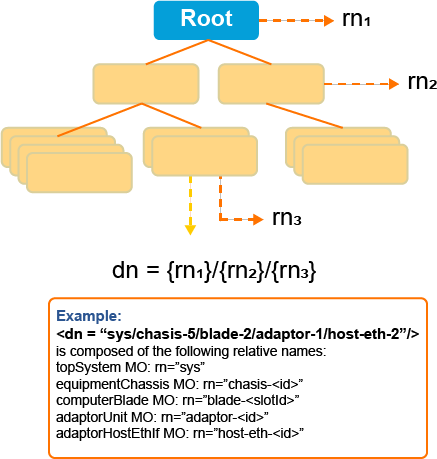 Root
rn₁
rn₂
rn₃
dn = {rn₁}/{rn₂}/{rn₃}
Example:
<dn = “sys/chasis-5/blade-2/adaptor-1/host-eth-2”/>
is composed of the following relative names:
topSystem MO: rn=”sys”
equipmentChassis MO: rn=”chasis-<id>”
computerBlade MO: rn=”blade-<slotId>”
adaptorUnit MO: rn=”adaptor-<id>”
adaptorHostEthIf MO: rn=”host-eth-<id>”